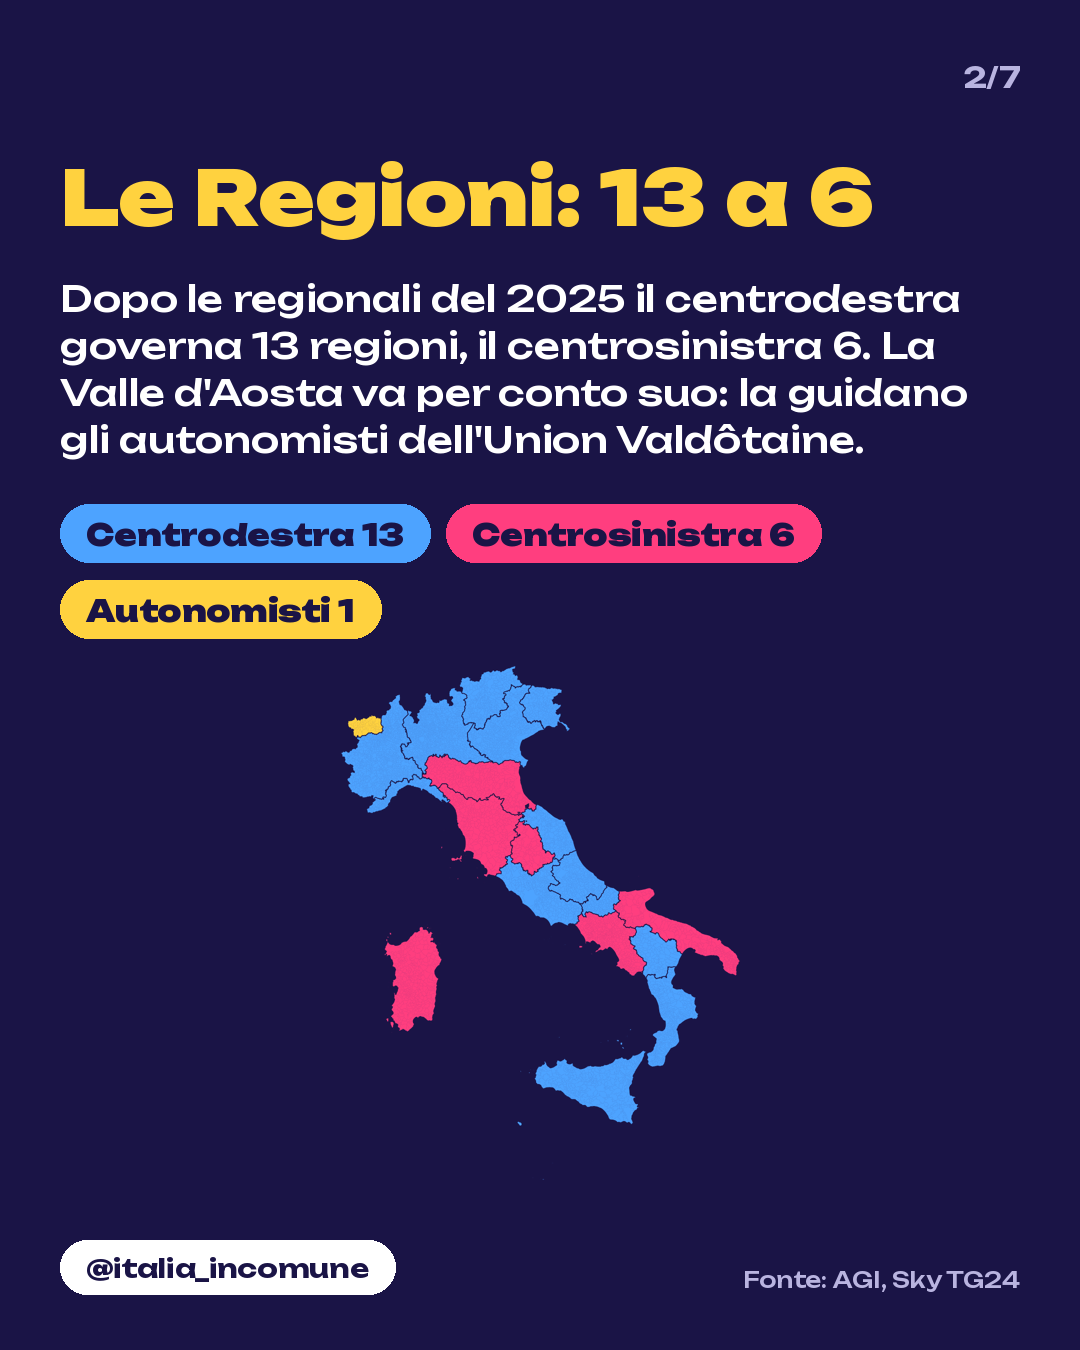 2/7
Le Regioni: 13 a 6
Dopo le regionali del 2025 il centrodestra
governa 13 regioni, il centrosinistra 6. La
Valle d'Aosta va per conto suo: la guidano
gli autonomisti dell'Union Valdôtaine.
Centrodestra 13
Centrosinistra 6
Autonomisti 1
@italia_incomune
Fonte: AGI, Sky TG24